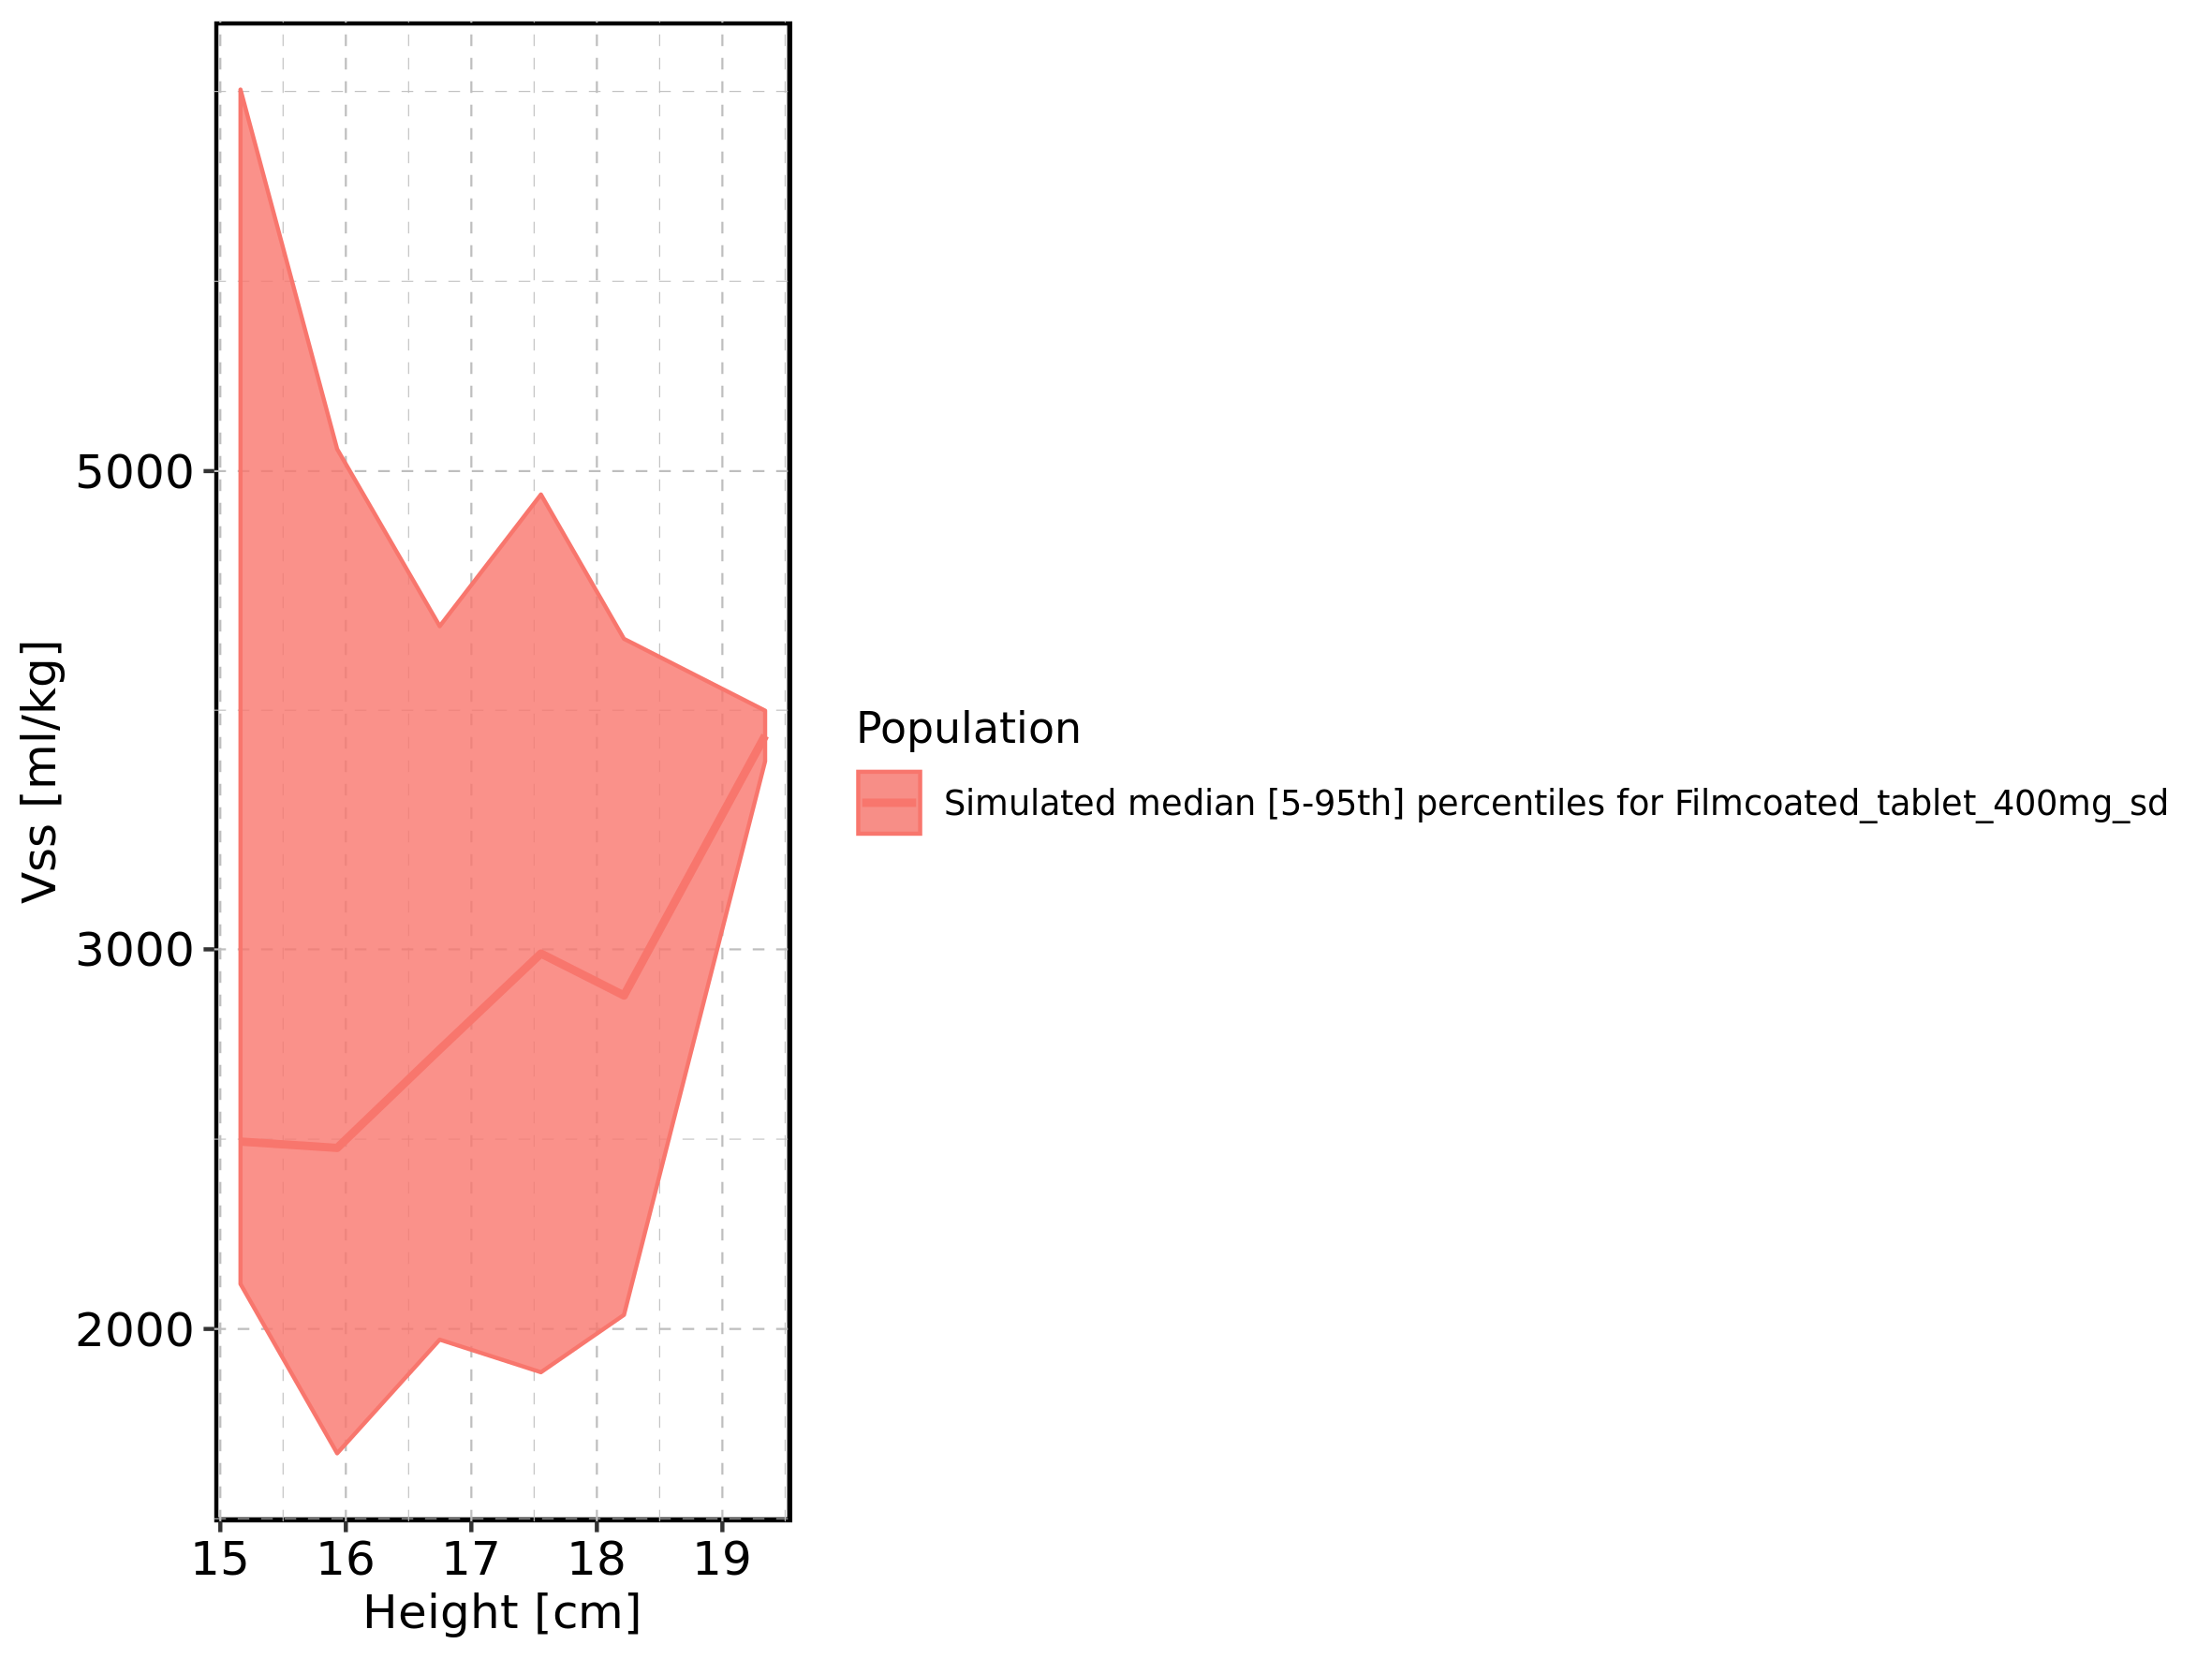 5000
3000
2000
Vss [ml/kg]
15 16 17 18 19
Height [cm]
Population
Simulated median [5-95th] percentiles for Filmcoated_tablet_400mg_sd